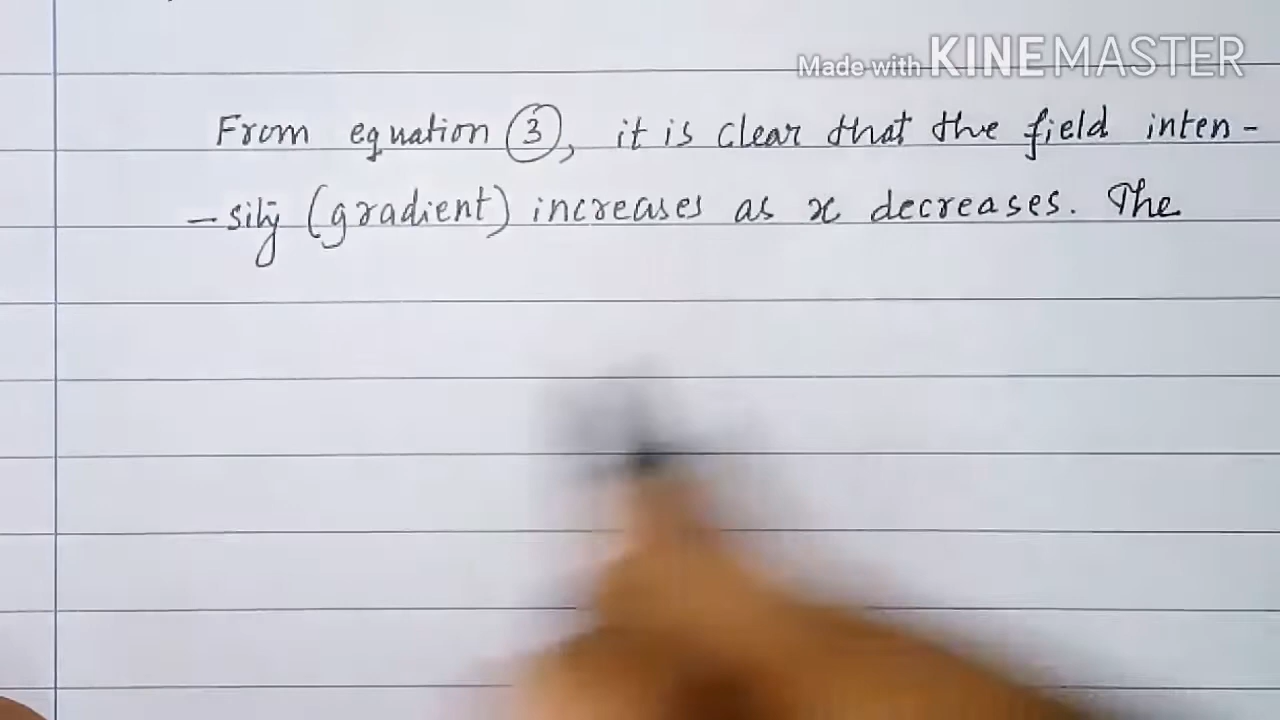 Made with KINEMASTER
From equation ③, it is clear that the field inten-
-sity (gradient) increases as x decreases. The